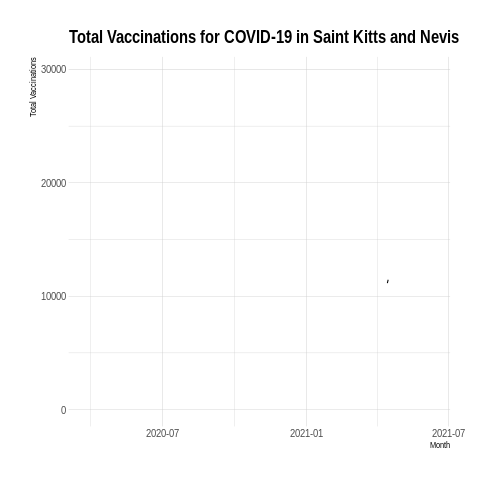 Total Vaccinations for COVID-19 in Saint Kitts and Nevis
Total Vaccinations
30000
20000
10000
0
2020-07
2021-01
2021-07
Month